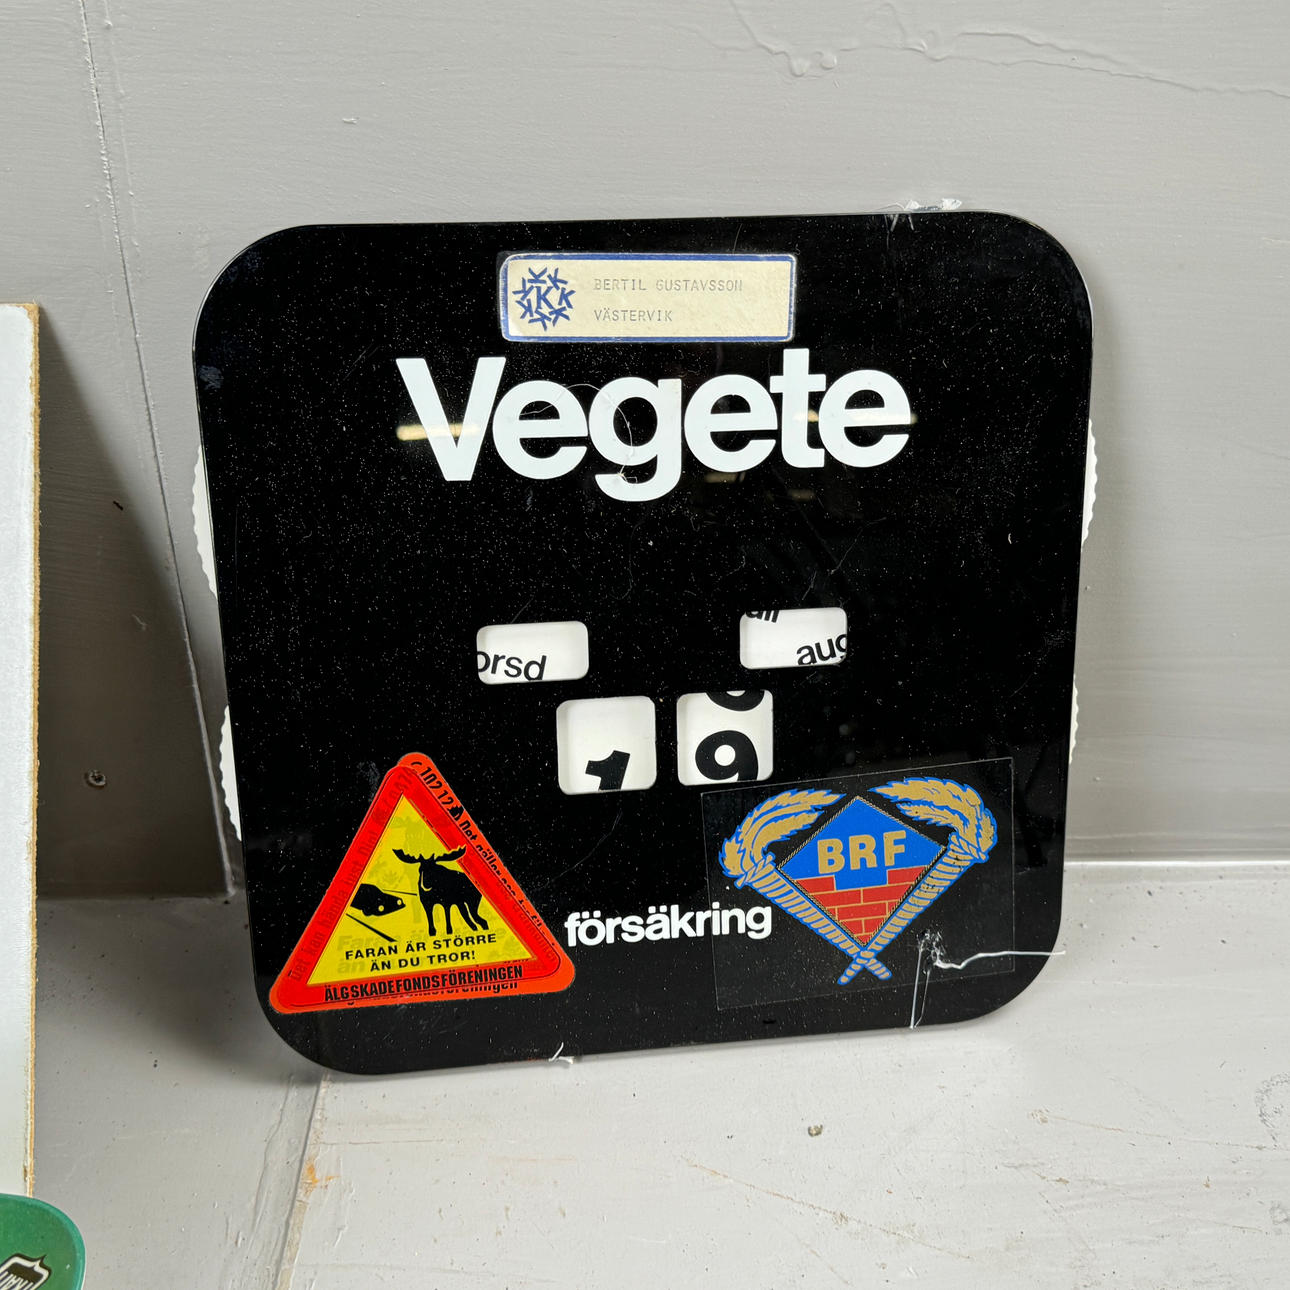 K
BERTIL GUSTAVSSON
VÄSTERVIK
Vegete
orsd
aug
1 9
FARAN ÄR STÖRRE
ÄN DU TROR!
ÄLGSKADEFONDSFÖRENINGEN
försäkring
BRF